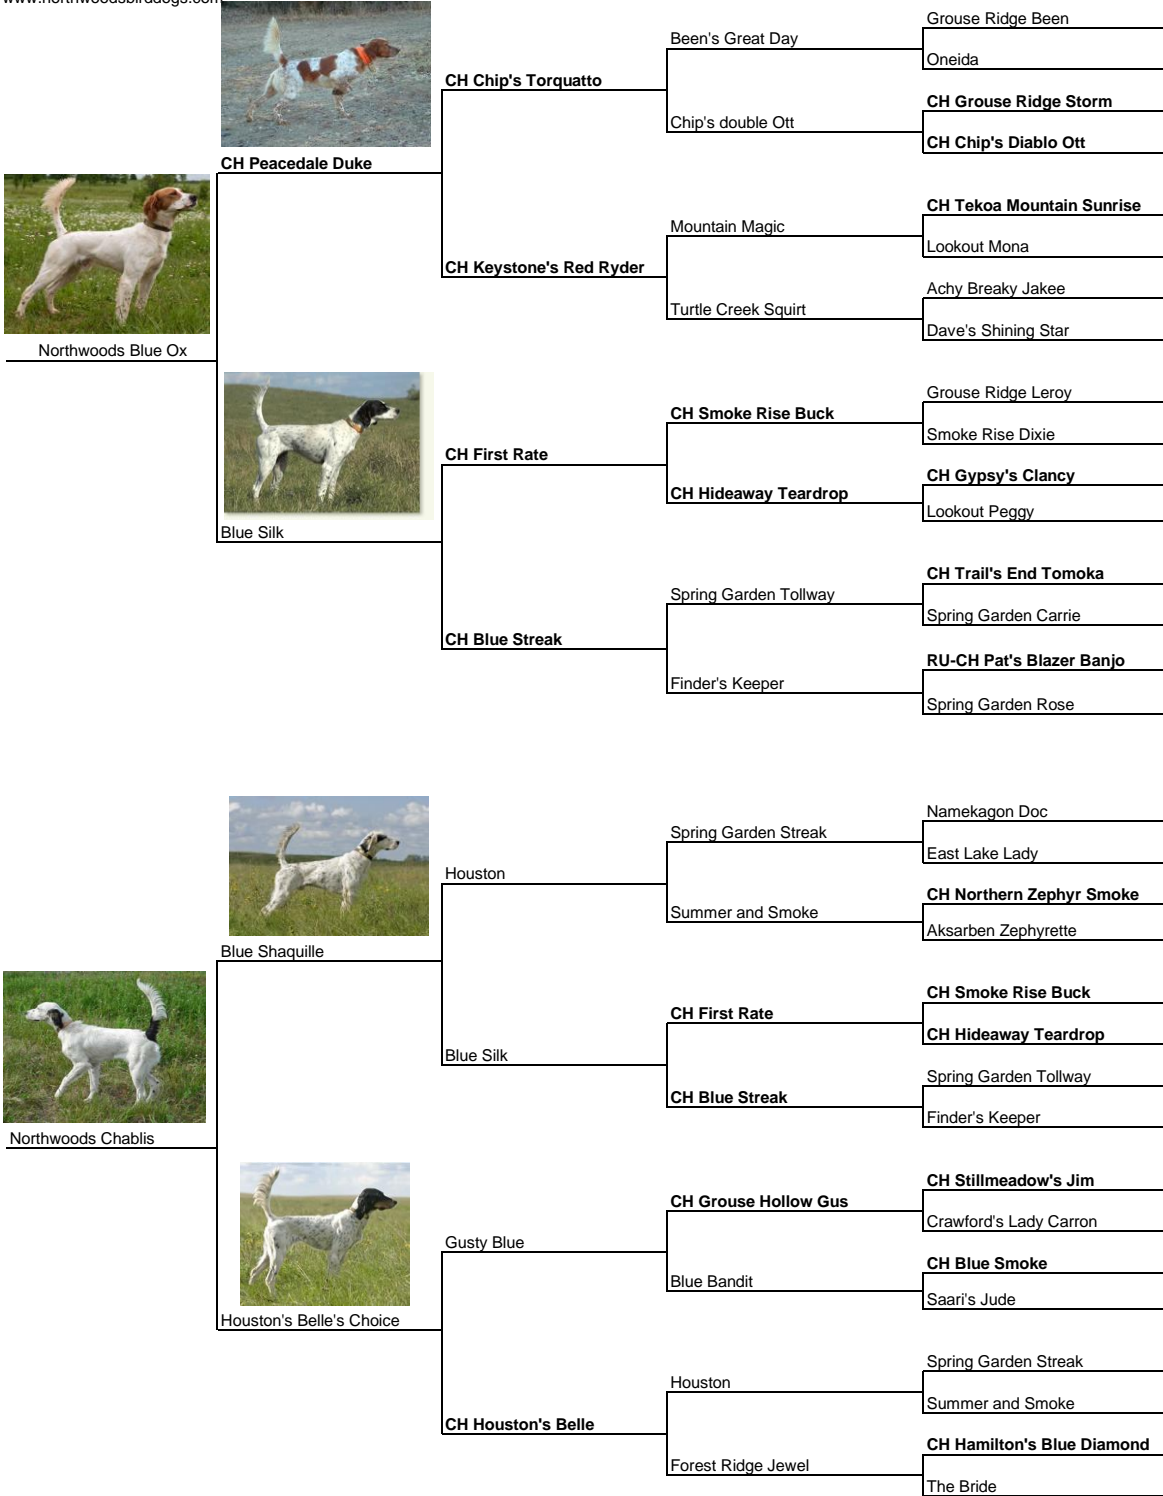 www.northwoodsbirddogs.com
Grouse Ridge Been
Been's Great Day
Oneida
CH Chip's Torquatto
CH Grouse Ridge Storm
Chip's double Ott
CH Chip's Diablo Ott
CH Peacedale Duke
CH Tekoa Mountain Sunrise
Mountain Magic
Lookout Mona
CH Keystone's Red Ryder
Achy Breaky Jakee
Turtle Creek Squirt
Dave's Shining Star
Northwoods Blue Ox
Grouse Ridge Leroy
CH Smoke Rise Buck
Smoke Rise Dixie
CH First Rate
CH Gypsy's Clancy
CH Hideaway Teardrop
Lookout Peggy
Blue Silk
CH Trail's End Tomoka
Spring Garden Tollway
Spring Garden Carrie
CH Blue Streak
RU-CH Pat's Blazer Banjo
Finder's Keeper
Spring Garden Rose
Namekagon Doc
Spring Garden Streak
East Lake Lady
Houston
CH Northern Zephyr Smoke
Summer and Smoke
Aksarben Zephyrette
Blue Shaquille
CH Smoke Rise Buck
CH First Rate
CH Hideaway Teardrop
Blue Silk
Spring Garden Tollway
CH Blue Streak
Finder's Keeper
Northwoods Chablis
CH Stillmeadow's Jim
CH Grouse Hollow Gus
Crawford's Lady Carron
Gusty Blue
CH Blue Smoke
Blue Bandit
Saari's Jude
Houston's Belle's Choice
Spring Garden Streak
Houston
Summer and Smoke
CH Houston's Belle
CH Hamilton's Blue Diamond
Forest Ridge Jewel
The Bride